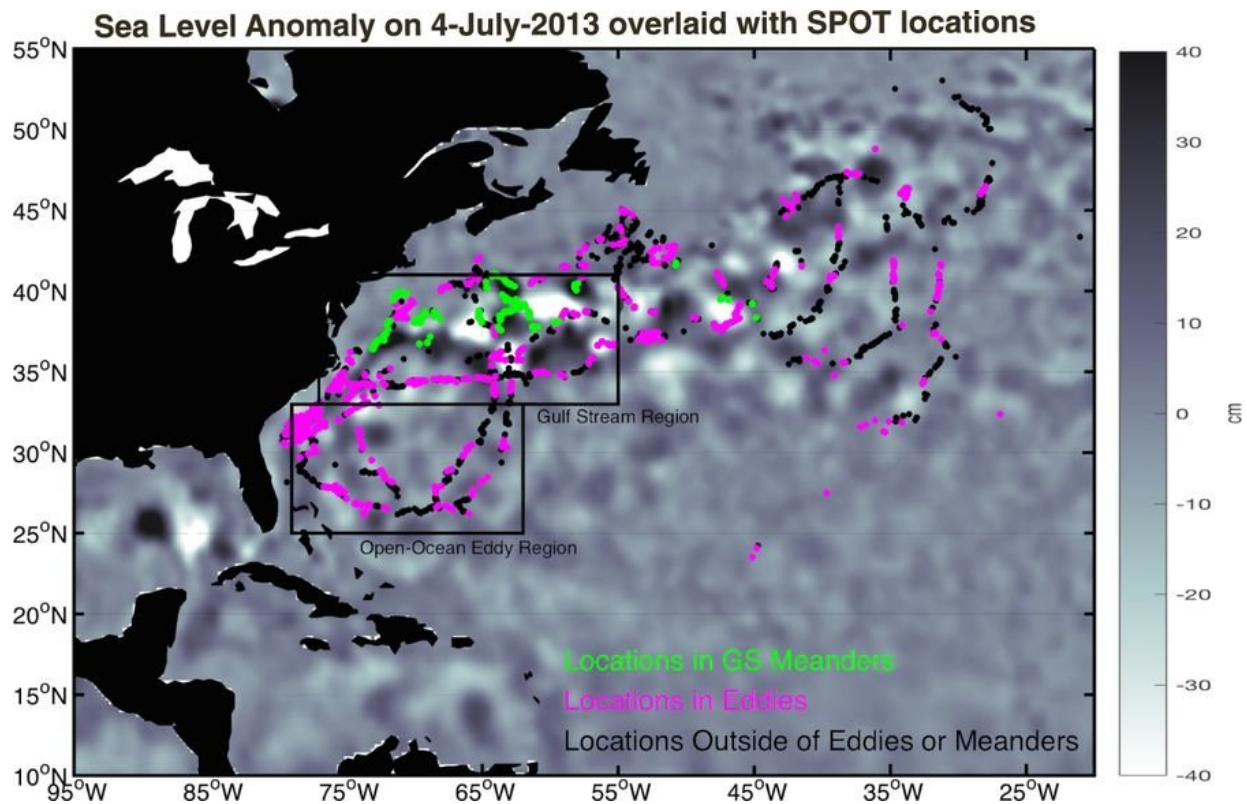 Sea Level Anomaly on 4-July-2013 overlaid with SPOT locations
55°N
50°N
45°N
40°N
35°N
30°N
25°N
20°N
15°N
10°N
95°W
85°W
75°W
65°W
55°W
45°W
35°W
25°W
Gulf Stream Region
Open-Ocean Eddy Region
Locations in GS Meanders
Locations in Eddies
Locations Outside of Eddies or Meanders
40
30
20
10
0
-10
-20
-30
-40
cm